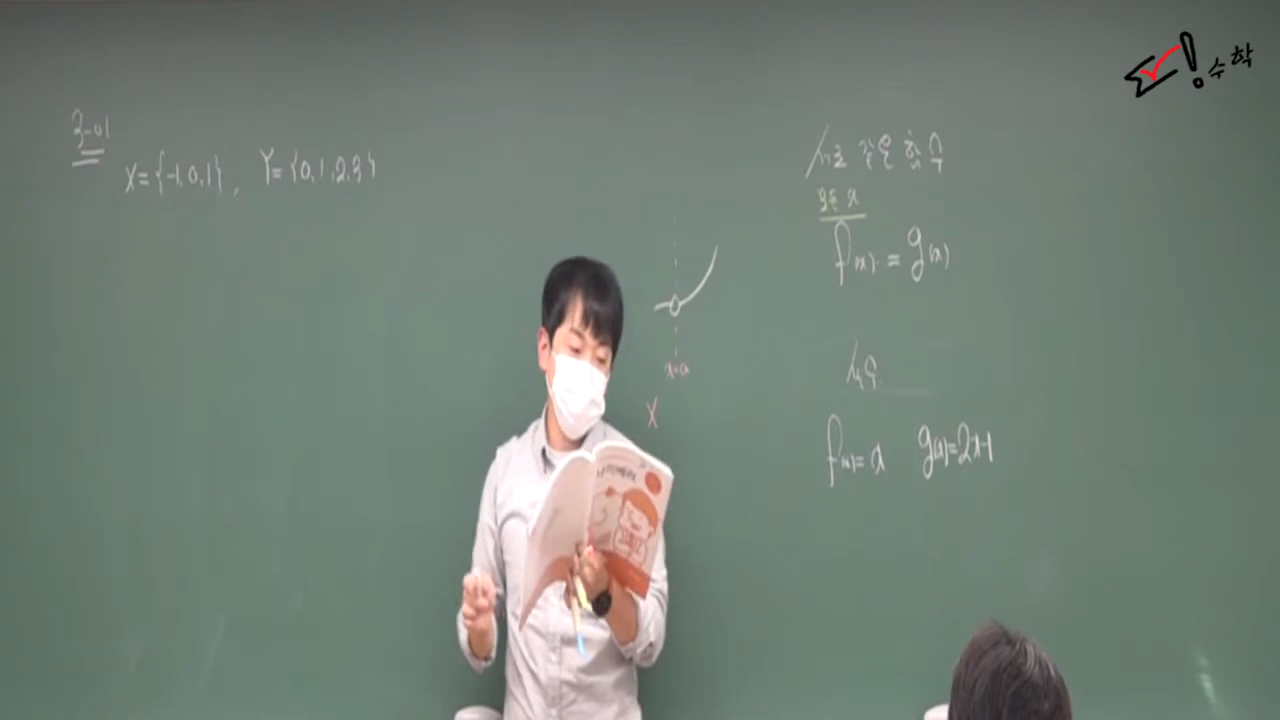 3-01
X={-1,0,1}, Y={0,1,2,3}
x=a
X
서로 같은 함수
모든 x
f(x) = g(x)
f(x)=x g(x)=2x-1
수학